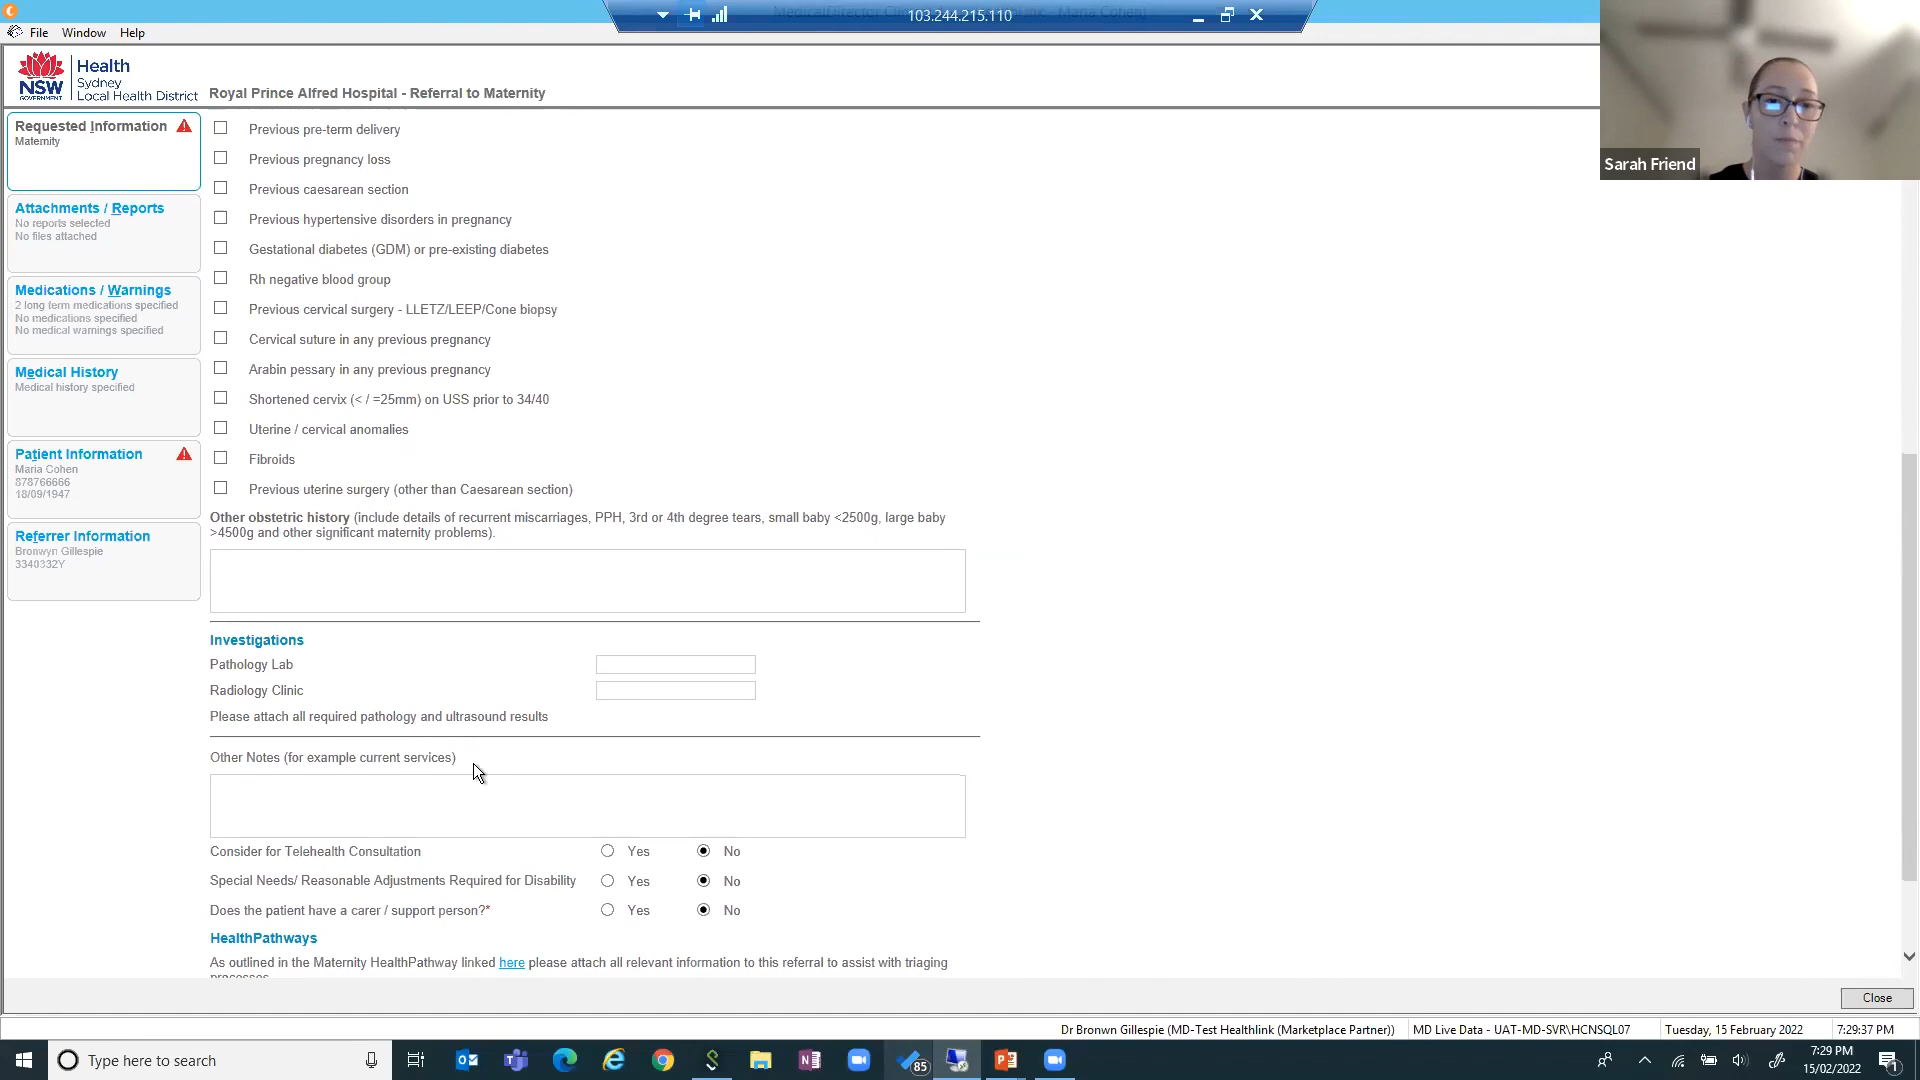 103.244.215.110
File Window Help
Health
Sydney
Local Health District
NSW
GOVERNMENT
Royal Prince Alfred Hospital - Referral to Maternity
Sarah Friend
Requested Information
Maternity
Attachments / Reports
No reports selected
No files attached
Medications / Warnings
2 long term medications specified
No medications specified
No medical warnings specified
Medical History
Medical history specified
Patient Information
Maria Cohen
878766666
18/09/1947
Referrer Information
Bronwyn Gillespie
3340332Y
Previous pre-term delivery
Previous pregnancy loss
Previous caesarean section
Previous hypertensive disorders in pregnancy
Gestational diabetes (GDM) or pre-existing diabetes
Rh negative blood group
Previous cervical surgery - LLETZ/LEEP/Cone biopsy
Cervical suture in any previous pregnancy
Arabin pessary in any previous pregnancy
Shortened cervix (< / =25mm) on USS prior to 34/40
Uterine / cervical anomalies
Fibroids
Previous uterine surgery (other than Caesarean section)
Other obstetric history (include details of recurrent miscarriages, PPH, 3rd or 4th degree tears, small baby <2500g, large baby
>4500g and other significant maternity problems).
Investigations
Pathology Lab
Radiology Clinic
Please attach all required pathology and ultrasound results
Other Notes (for example current services)
Consider for Telehealth Consultation Yes No
Special Needs/ Reasonable Adjustments Required for Disability Yes No
Does the patient have a carer / support person?* Yes No
HealthPathways
As outlined in the Maternity HealthPathway linked here please attach all relevant information to this referral to assist with triaging
Close
Dr Bronwn Gillespie (MD-Test Healthlink (Marketplace Partner)) MD Live Data - UAT-MD-SVR\HCNSQL07 Tuesday, 15 February 2022 7:29:37 PM
Type here to search
85
7:29 PM
15/02/2022
1